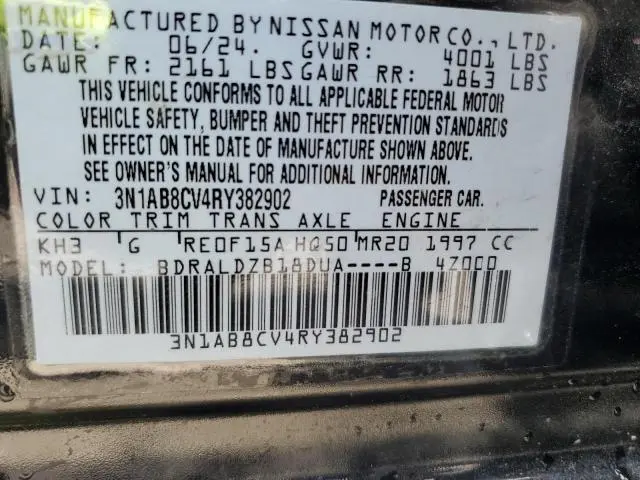 MANUFACTURED BY NISSAN MOTOR CO., LTD.
DATE: 06/24. GVWR: 4001 LBS
GAWR FR: 2161 LBS GAWR RR: 1863 LBS
THIS VEHICLE CONFORMS TO ALL APPLICABLE FEDERAL MOTOR
VEHICLE SAFETY, BUMPER AND THEFT PREVENTION STANDARDS
IN EFFECT ON THE DATE OF MANUFACTURE SHOWN ABOVE.
SEE OWNER'S MANUAL FOR ADDITIONAL INFORMATION.
VIN: 3N1AB8CV4RY382902 PASSENGER CAR.
COLOR TRIM TRANS AXLE ENGINE
KH3 G RE0F15A HQ50 MR20 1997 CC
MODEL: BDRALDZB18DUA----B 4Z000
3N1AB8CV4RY382902